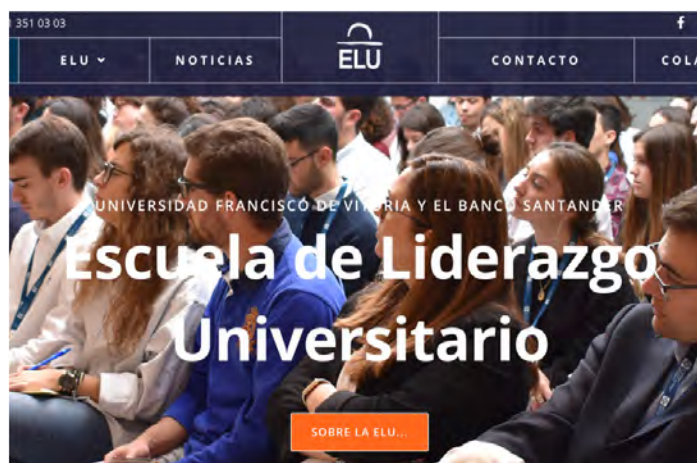 351 03 03
ELU
NOTICIAS
ELU
CONTACTO
UNIVERSIDAD FRANCISCO DE VITORIA Y EL BANCO SANTANDER
Escuela de Liderazgo
Universitario
SOBRE LA ELU...